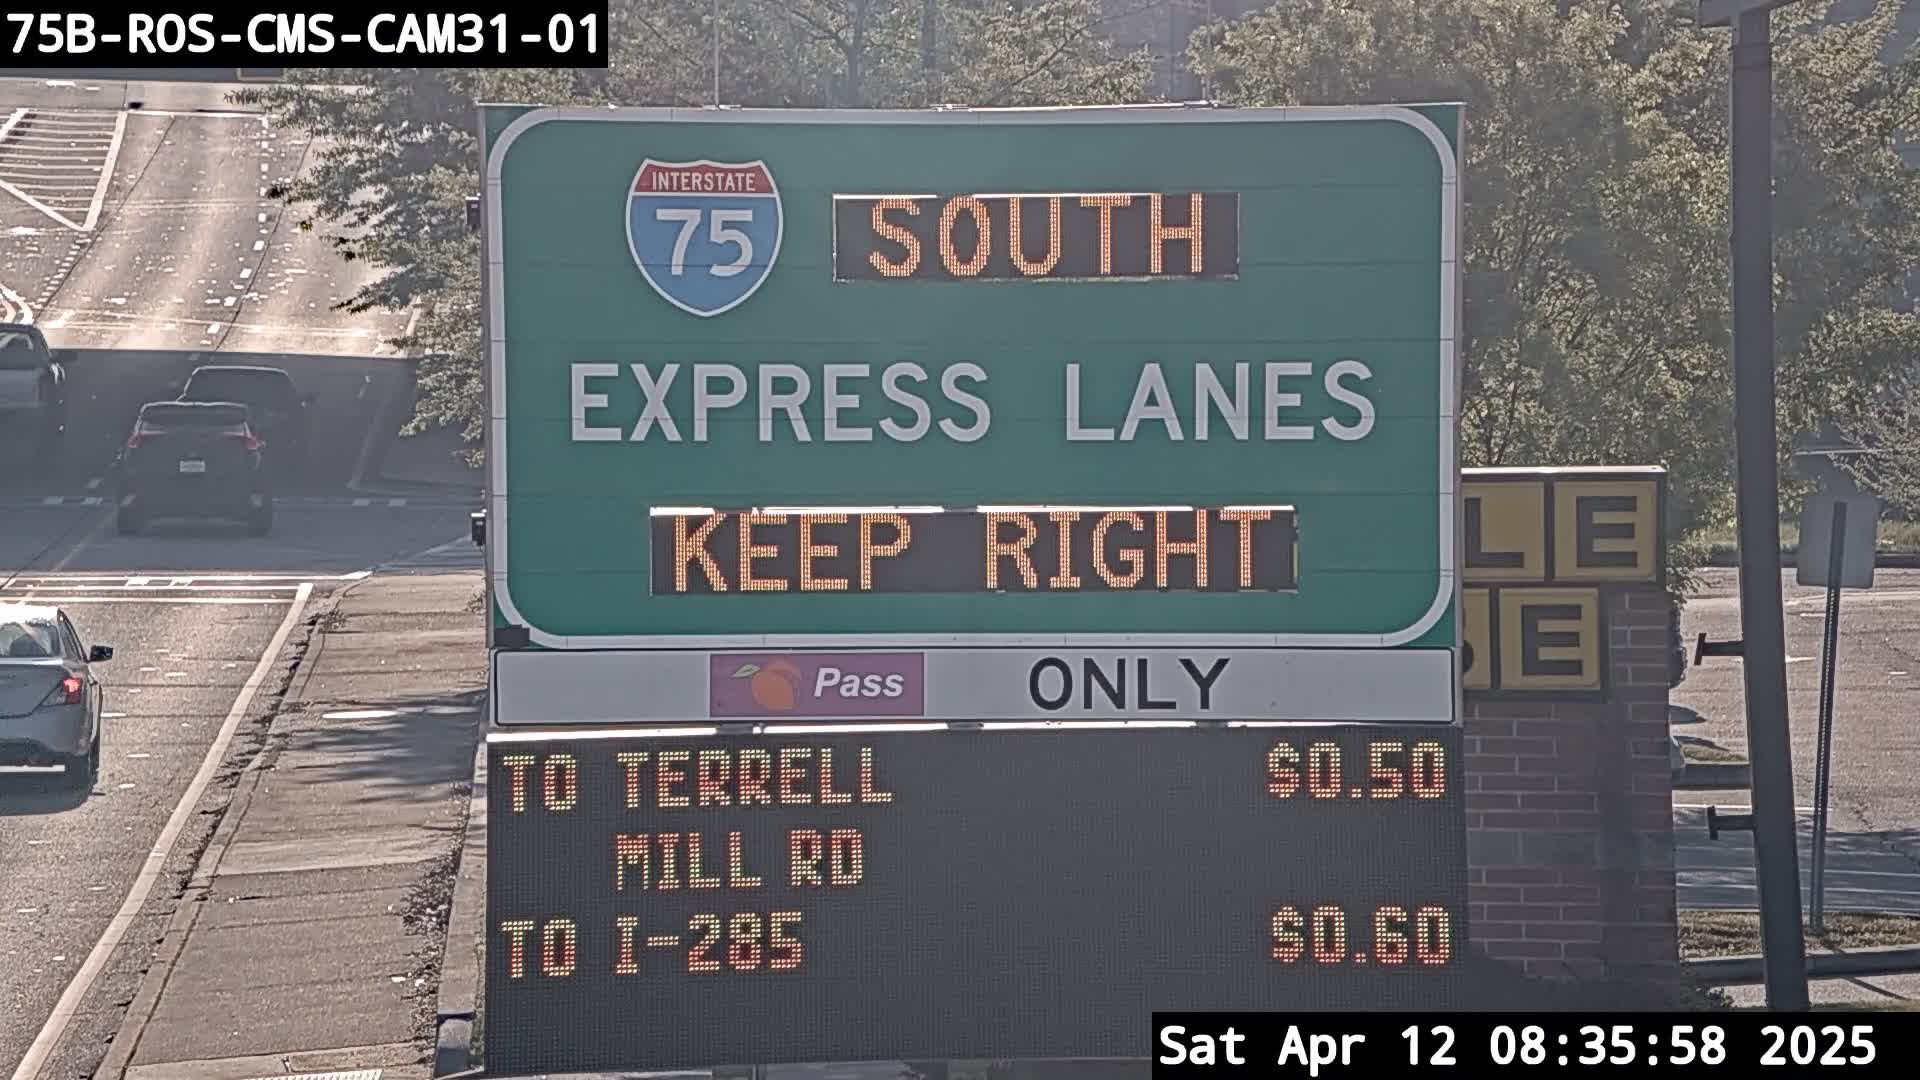 75B-ROS-CMS-CAM31-01
INTERSTATE
75
SOUTH
EXPRESS LANES
KEEP RIGHT
Pass ONLY
TO TERRELL $0.50
MILL RD
TO I-285 $0.60
LE
E
Sat Apr 12 08:35:58 2025